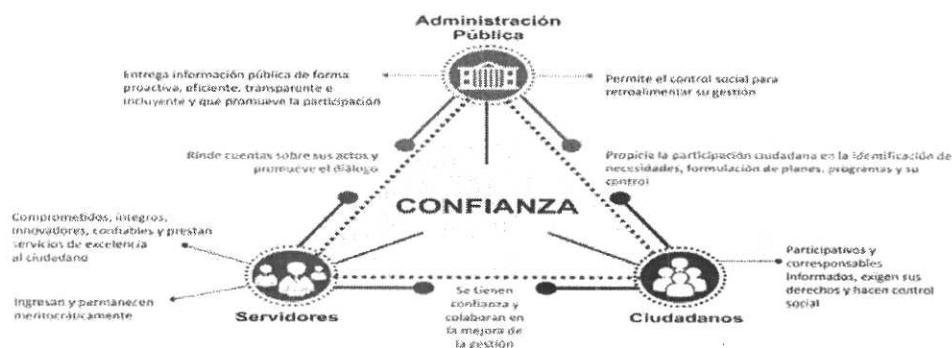 Administración
Pública
Entrega información pública de forma
proactiva, eficiente, transparente e
incluyente y que promueve la participación
Permite el control social para
retroalimentar su gestión
Rinde cuentas sobre sus actos y
promueve el diálogo
Propicie la participación ciudadana en la identificación de
necesidades, formulación de planes, programas y su
control
CONFIANZA
Comprometidos, íntegros,
innovadores, confiables y prestan
servicios de excelencia
al ciudadano
Ingresan y permanecen
meritocráticamente
Servidores
Se tienen
confianza y
colaboran en
la mejora de
la gestión
Participativos y
corresponsables
Informados, exigen sus
derechos y hacen control
social
Ciudadanos